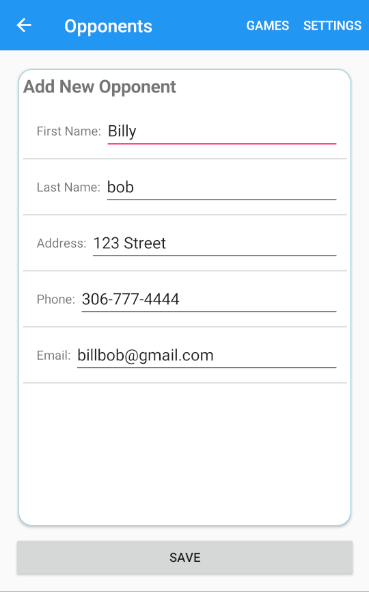 Opponents GAMES SETTINGS
Add New Opponent
First Name: Billy
Last Name: bob
Address: 123 Street
Phone: 306-777-4444
Email: billbob@gmail.com
SAVE